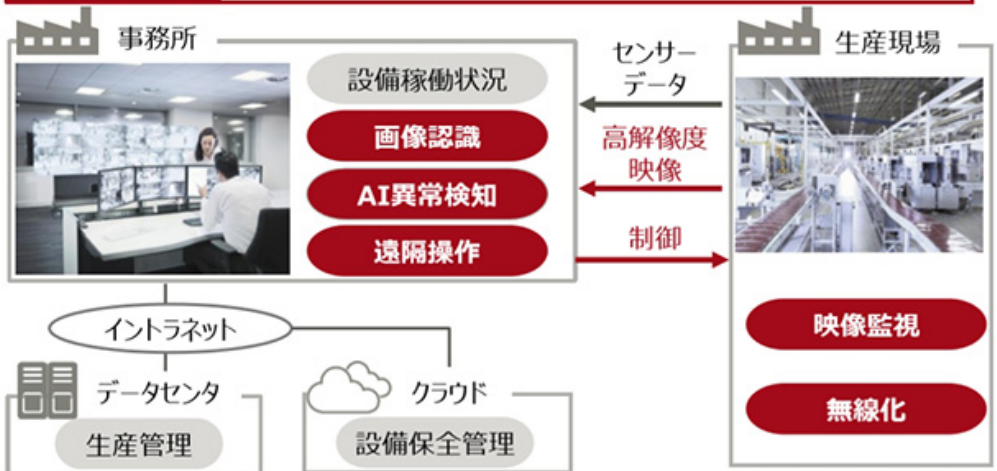 事務所
設備稼働状況
画像認識
AI異常検知
遠隔操作
センサー
データ
高解像度
映像
制御
生産現場
映像監視
無線化
イントラネット
データセンタ
生産管理
クラウド
設備保全管理